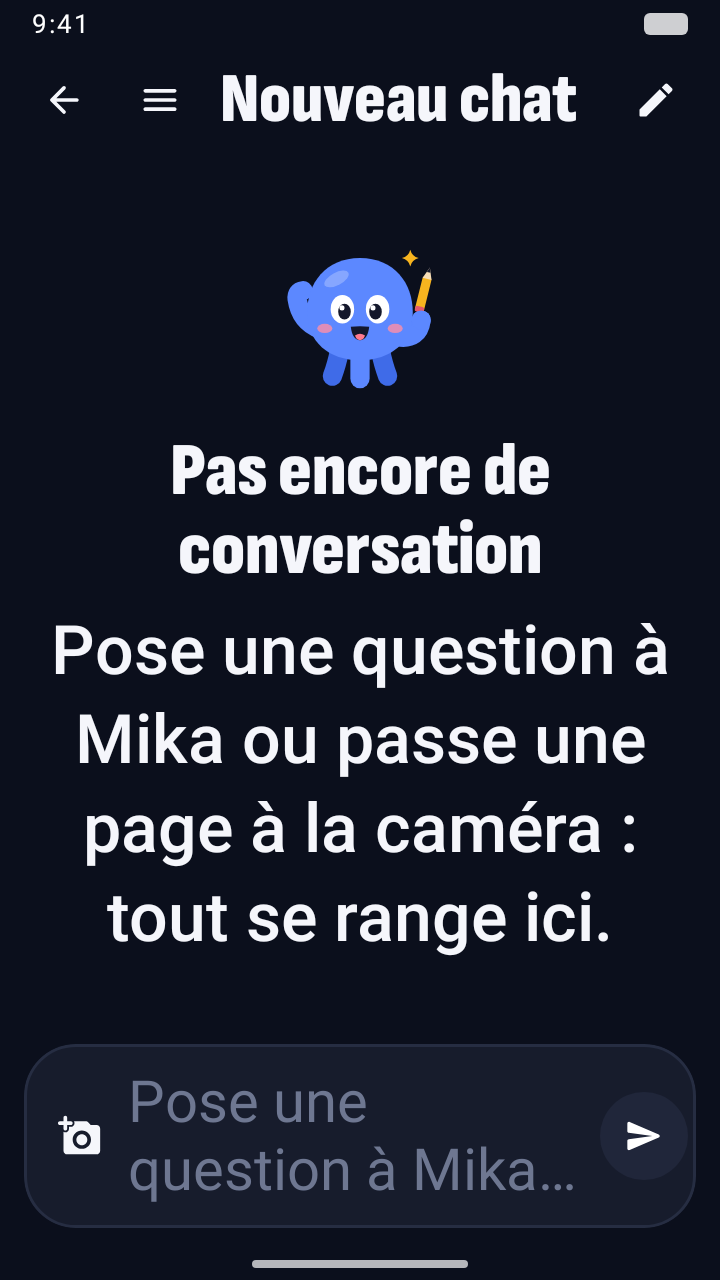 9:41
Nouveau chat
Pas encore de
conversation
Pose une question à
Mika ou passe une
page à la caméra :
tout se range ici.
Pose une
question à Mika…